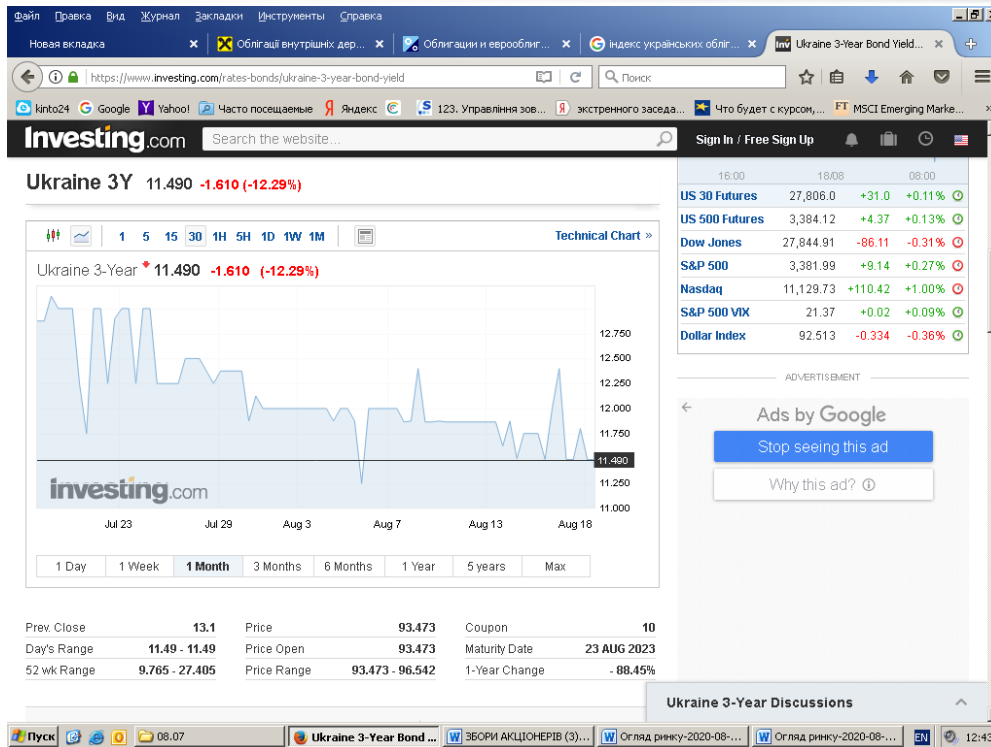 Файл Правка Вид Журнал Закладки Инструменты Справка
Новая вкладка Облігації внутрішніх дер... Облигации и еврооблиг... індекс українських обліг... Ukraine 3-Year Bond Yield...
https://www.investing.com/rates-bonds/ukraine-3-year-bond-yield Поиск
kinto24 Google Yahoo! Часто посещаемые Яндекс 123. Управління зов... экстренного заседа... Что будет с курсом,... MSCI Emerging Marke...
Investing.com Search the website... Sign In / Free Sign Up
Ukraine 3Y 11.490 -1.610 (-12.29%)
16:00 18/08 08:00
US 30 Futures 27,806.0 +31.0 +0.11%
US 500 Futures 3,384.12 +4.37 +0.13%
Dow Jones 27,844.91 -86.11 -0.31%
S&P 500 3,381.99 +9.14 +0.27%
Nasdaq 11,129.73 +110.42 +1.00%
S&P 500 VIX 21.37 +0.02 +0.09%
Dollar Index 92.513 -0.334 -0.36%
1 5 15 30 1H 5H 1D 1W 1M Technical Chart »
Ukraine 3-Year 11.490 -1.610 (-12.29%)
12.750
12.500
12.250
12.000
11.750
11.490
11.250
11.000
investing.com
Jul 23 Jul 29 Aug 3 Aug 7 Aug 13 Aug 18
1 Day 1 Week 1 Month 3 Months 6 Months 1 Year 5 years Max
ADVERTISEMENT
Ads by Google
Stop seeing this ad
Why this ad?
Prev. Close 13.1 Price 93.473 Coupon 10
Day's Range 11.49 - 11.49 Price Open 93.473 Maturity Date 23 AUG 2023
52 wk Range 9.765 - 27.405 Price Range 93.473 - 96.542 1-Year Change - 88.45%
Ukraine 3-Year Discussions
Пуск 08.07 Ukraine 3-Year Bond ... ЗБОРИ АКЦІОНЕРІВ (3)... Огляд ринку-2020-08-... Огляд ринку-2020-08-... EN 12:43